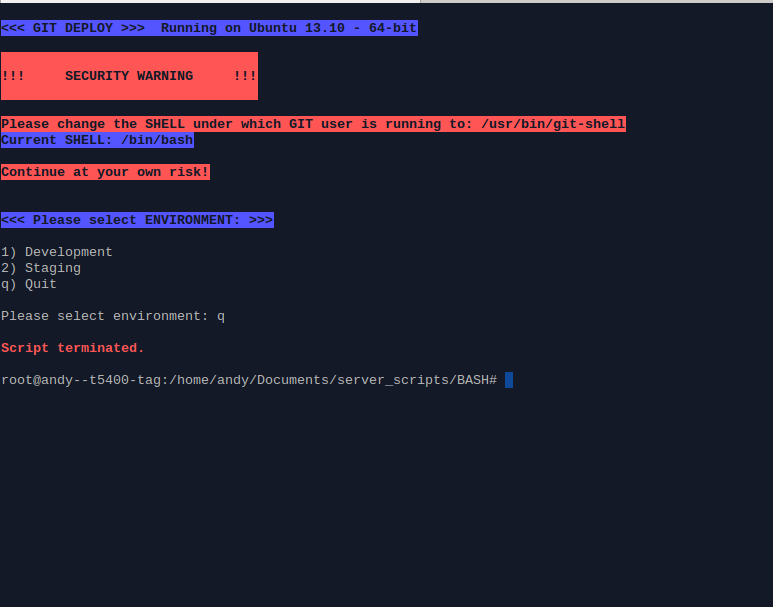 <<< GIT DEPLOY >>>  Running on Ubuntu 13.10 - 64-bit
!!!     SECURITY WARNING     !!!
Please change the SHELL under which GIT user is running to: /usr/bin/git-shell
Current SHELL: /bin/bash
Continue at your own risk!
<<< Please select ENVIRONMENT: >>>
1) Development
2) Staging
q) Quit
Please select environment: q
Script terminated.
root@andy--t5400-tag:/home/andy/Documents/server_scripts/BASH#